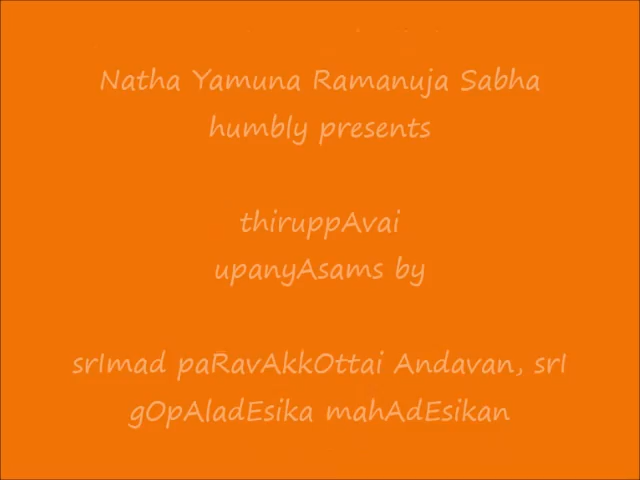 Natha Yamuna Ramanuja Sabha
humbly presents
thiruppAvai
upanyAsams by
srImad paRavAkkOttai Andavan, srI
gOpAladEsika mahAdEsikan